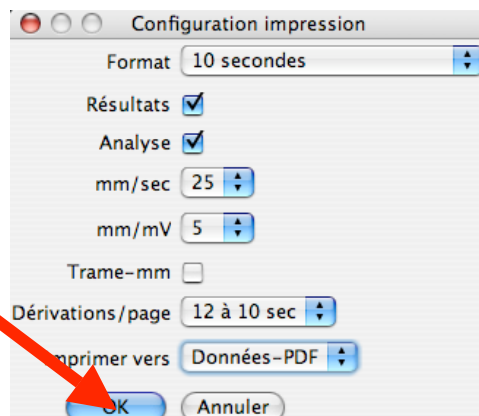 Configuration impression
Format 10 secondes
Résultats
Analyse
mm/sec 25
mm/mV 5
Trame-mm
Dérivations/page 12 à 10 sec
mprimer vers Données-PDF
OK Annuler